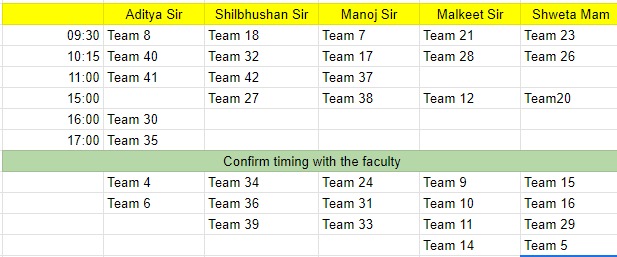 Aditya Sir Shilbhushan Sir Manoj Sir Malkeet Sir Shweta Mam
09:30 Team 8 Team 18 Team 7 Team 21 Team 23
10:15 Team 40 Team 32 Team 17 Team 28 Team 26
11:00 Team 41 Team 42 Team 37
15:00 Team 27 Team 38 Team 12 Team20
16:00 Team 30
17:00 Team 35
Confirm timing with the faculty
Team 4 Team 34 Team 24 Team 9 Team 15
Team 6 Team 36 Team 31 Team 10 Team 16
Team 39 Team 33 Team 11 Team 29
Team 14 Team 5